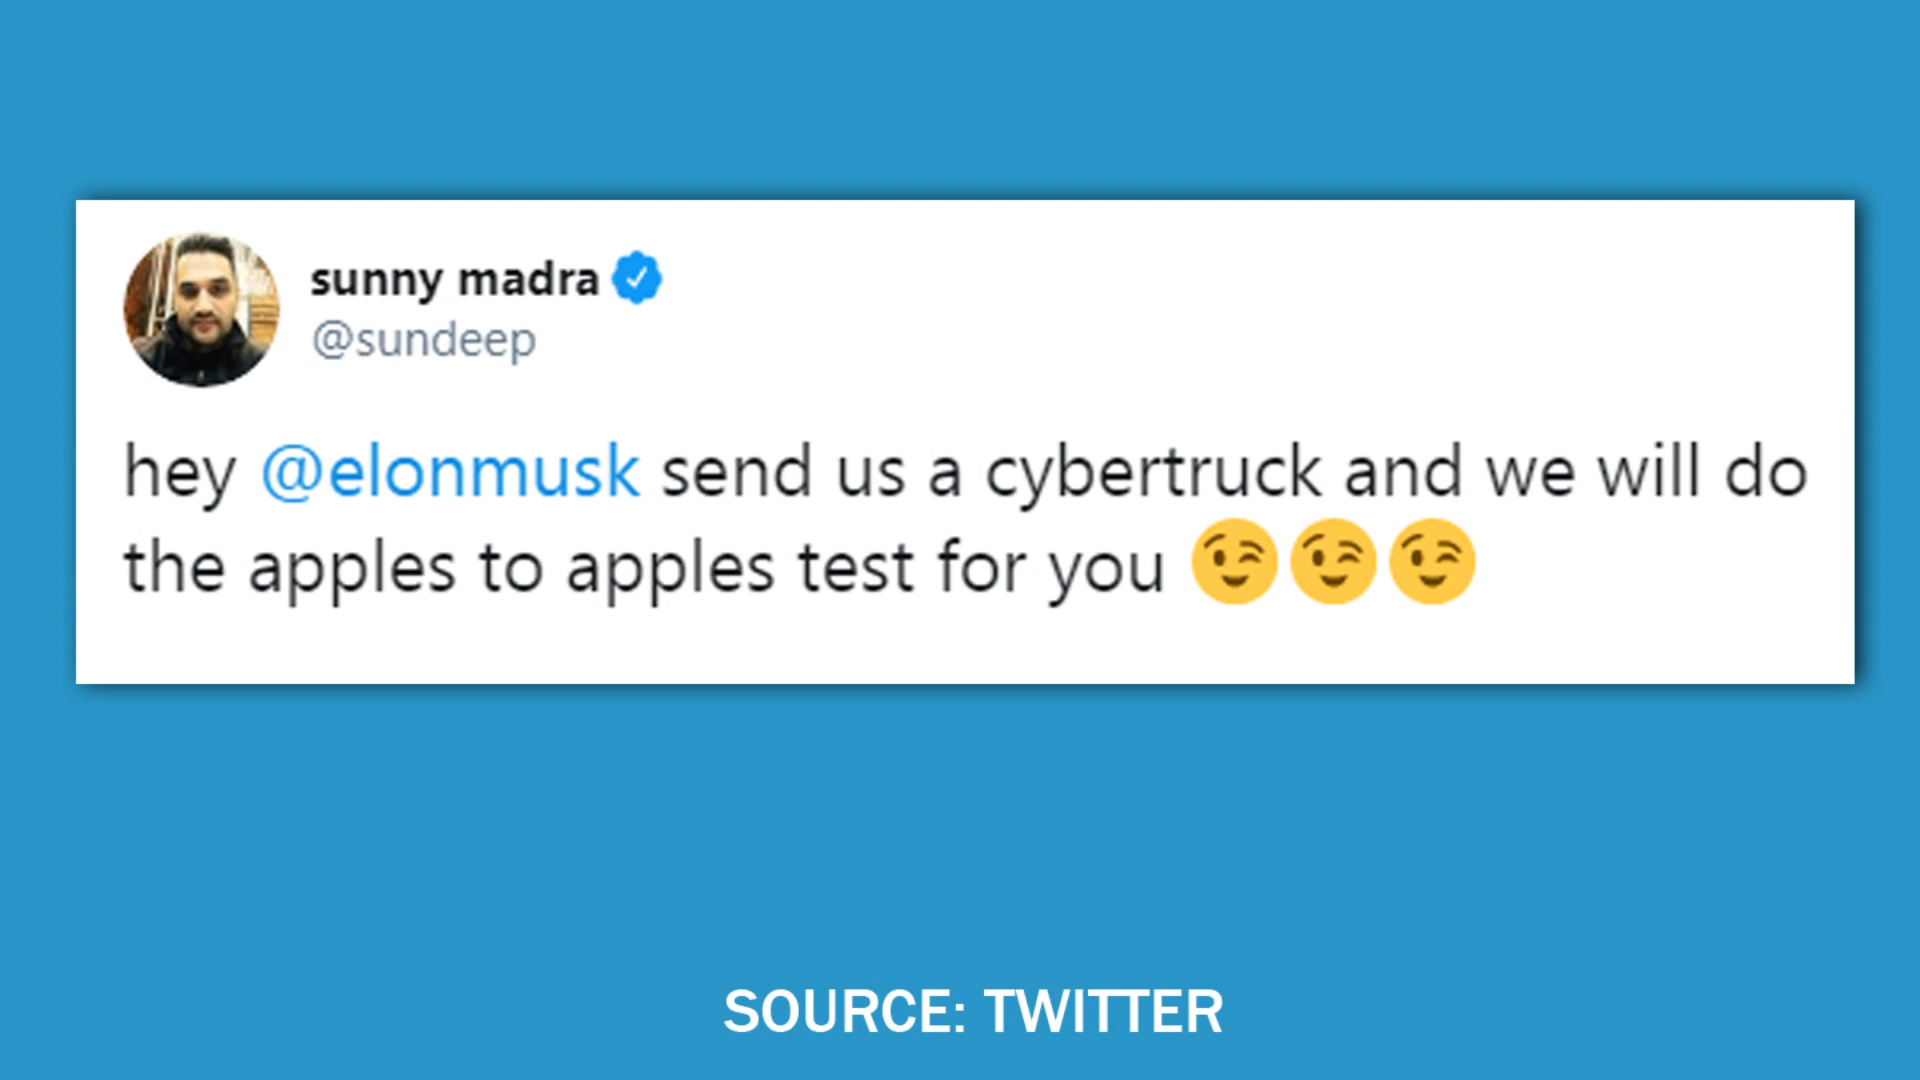 sunny madra
@sundeep
hey @elonmusk send us a cybertruck and we will do
the apples to apples test for you 😉😉😉
SOURCE: TWITTER